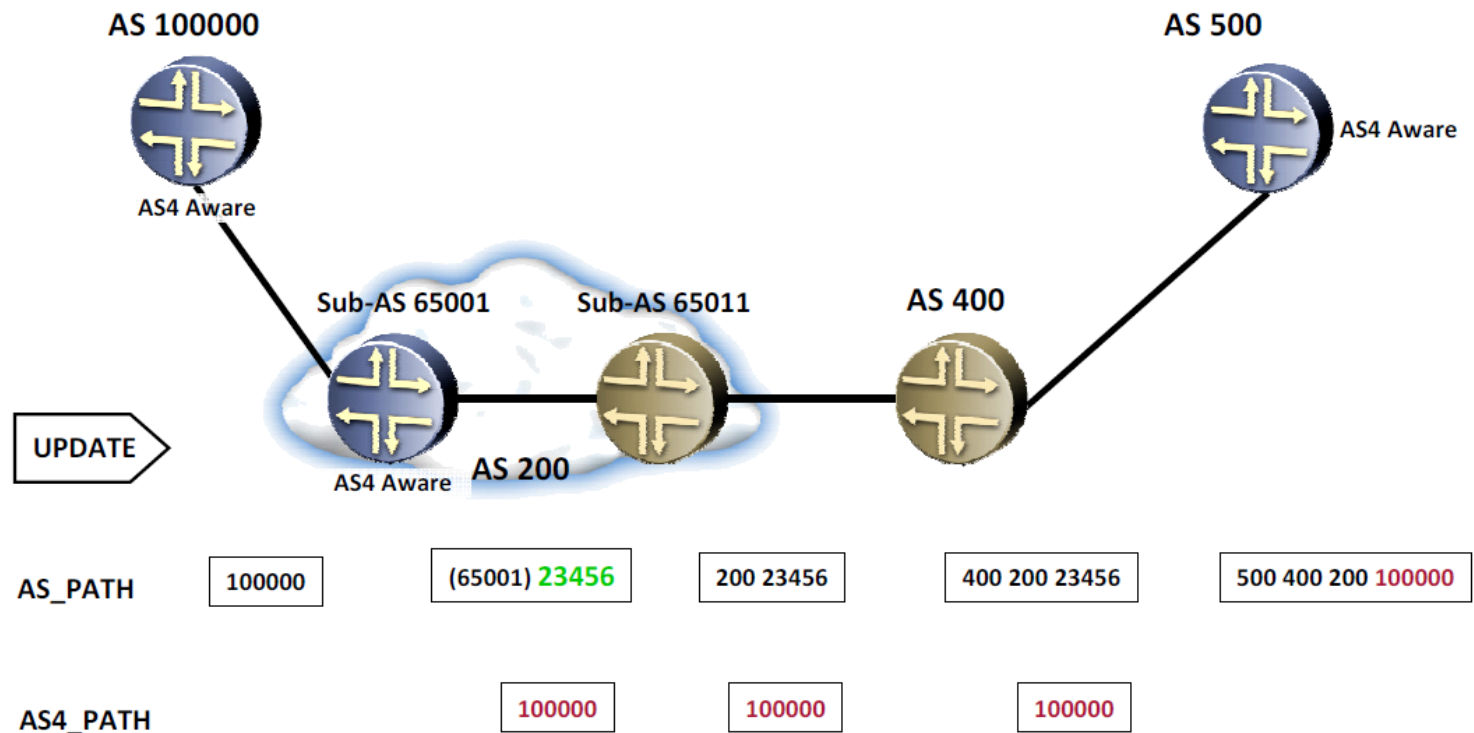 AS 100000
AS 500
AS4 Aware
AS4 Aware
Sub-AS 65001
Sub-AS 65011
AS 400
UPDATE
AS4 Aware
AS 200
AS_PATH
100000
(65001) 23456
200 23456
400 200 23456
500 400 200 100000
AS4_PATH
100000
100000
100000